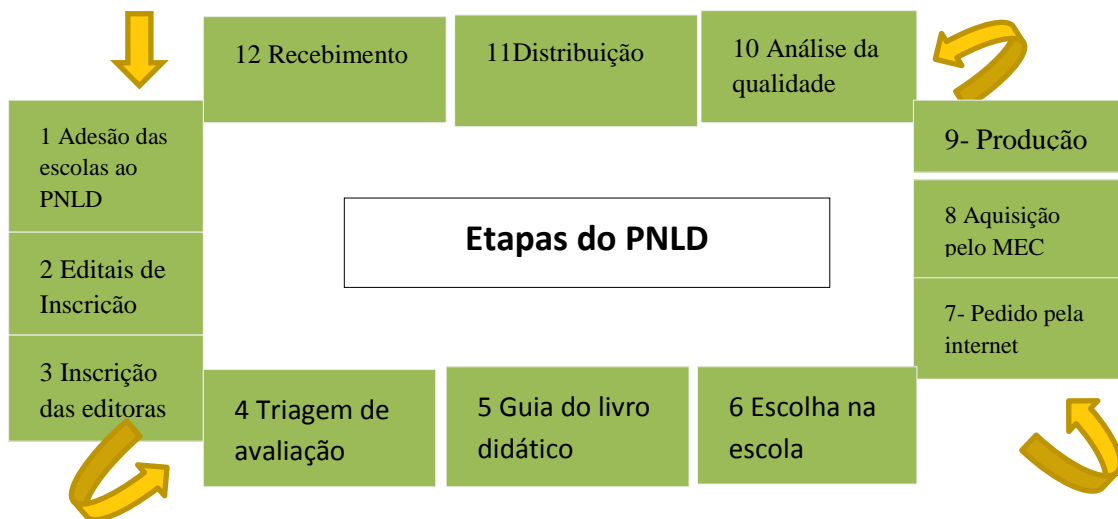 12 Recebimento
11Distribuição
10 Análise da
qualidade
1 Adesão das
escolas ao
PNLD
9- Produção
Etapas do PNLD
8 Aquisição
pelo MEC
2 Editais de
Inscrição
7- Pedido pela
internet
3 Inscrição
das editoras
4 Triagem de
avaliação
5 Guia do livro
didático
6 Escolha na
escola